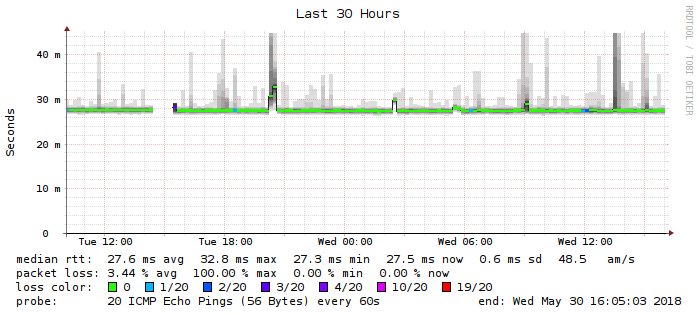 Last 30 Hours
RRDTOOL / TOBI OETIKER
Seconds
40 m
30 m
20 m
10 m
0
Tue 12:00 Tue 18:00 Wed 00:00 Wed 06:00 Wed 12:00
median rtt: 27.6 ms avg 32.8 ms max 27.3 ms min 27.5 ms now 0.6 ms sd 48.5 am/s
packet loss: 3.44 % avg 100.00 % max 0.00 % min 0.00 % now
loss color: 0 1/20 2/20 3/20 4/20 10/20 19/20
probe: 20 ICMP Echo Pings (56 Bytes) every 60s end: Wed May 30 16:05:03 2018